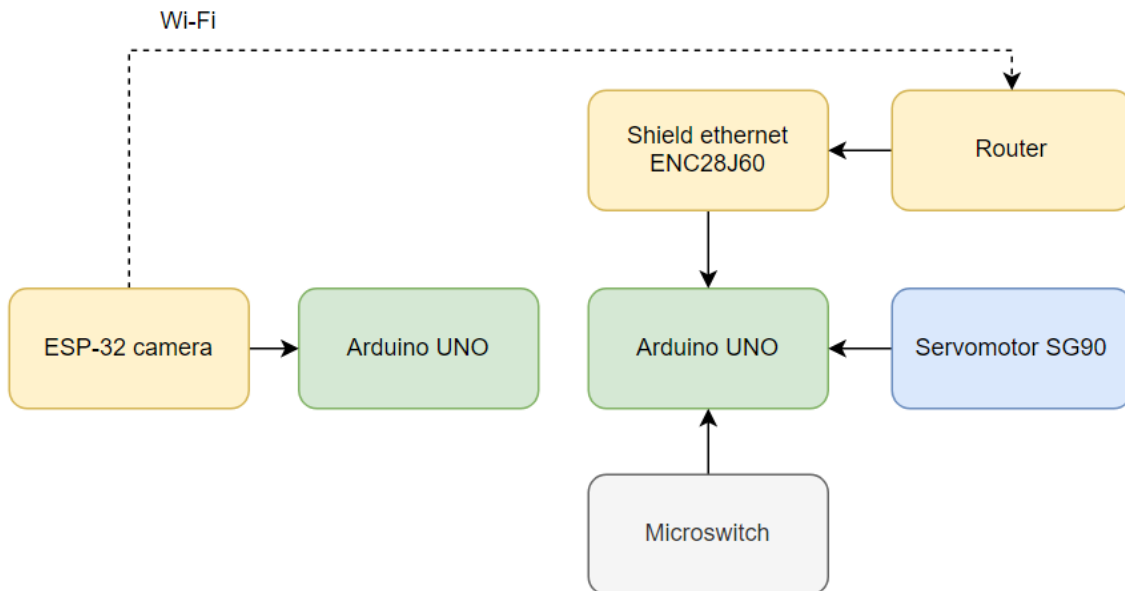 Wi-Fi
Shield ethernet
ENC28J60
Router
ESP-32 camera
Arduino UNO
Arduino UNO
Servomotor SG90
Microswitch